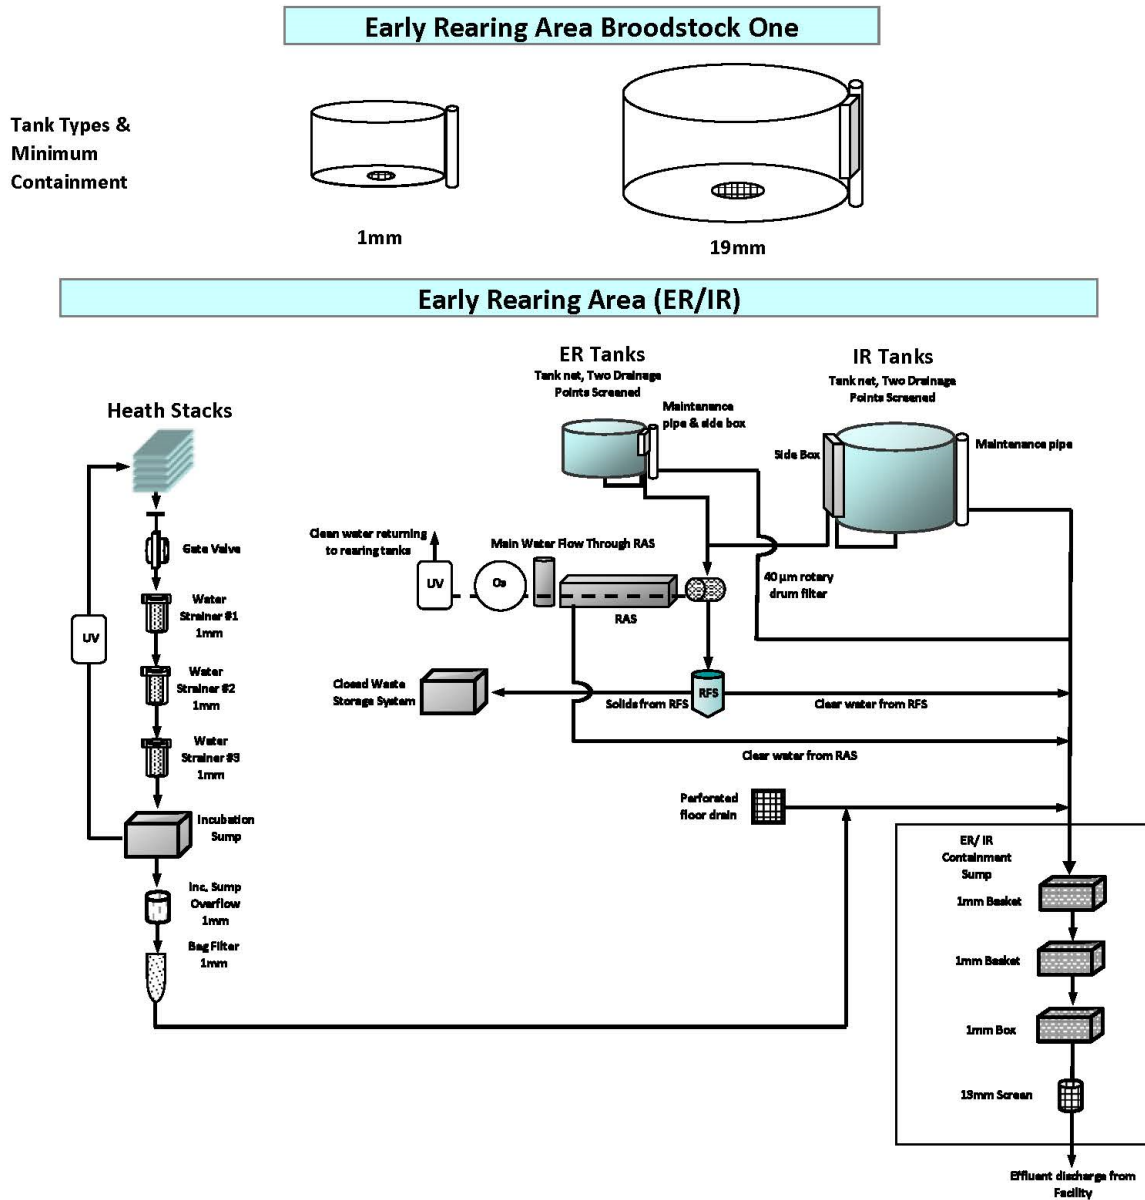 Early Rearing Area Broodstock One
Tank Types &
Minimum
Containment
1mm
19mm
Early Rearing Area (ER/IR)
ER Tanks
Tank net, Two Drainage
Points Screened
IR Tanks
Tank net, Two Drainage
Points Screened
Heath Stacks
Maintenance
pipe & side box
Side Box
Maintenance pipe
Gate Valve
Clean water returning
to rearing tanks
Main Water Flow Through RAS
UV
O₃
RAS
40 µm rotary
drum filter
Water
Strainer #1
1mm
UV
Water
Strainer #2
1mm
Closed Waste
Storage System
Solids from RFS
RFS
Clear water from RFS
Water
Strainer #3
1mm
Clear water from RAS
Perforated
floor drain
Incubation
Sump
ER/ IR
Containment
Sump
Inc. Sump
Overflow
1mm
1mm Basket
Bag Filter
1mm
1mm Basket
1mm Box
13mm Screen
Effluent discharge from
Facility